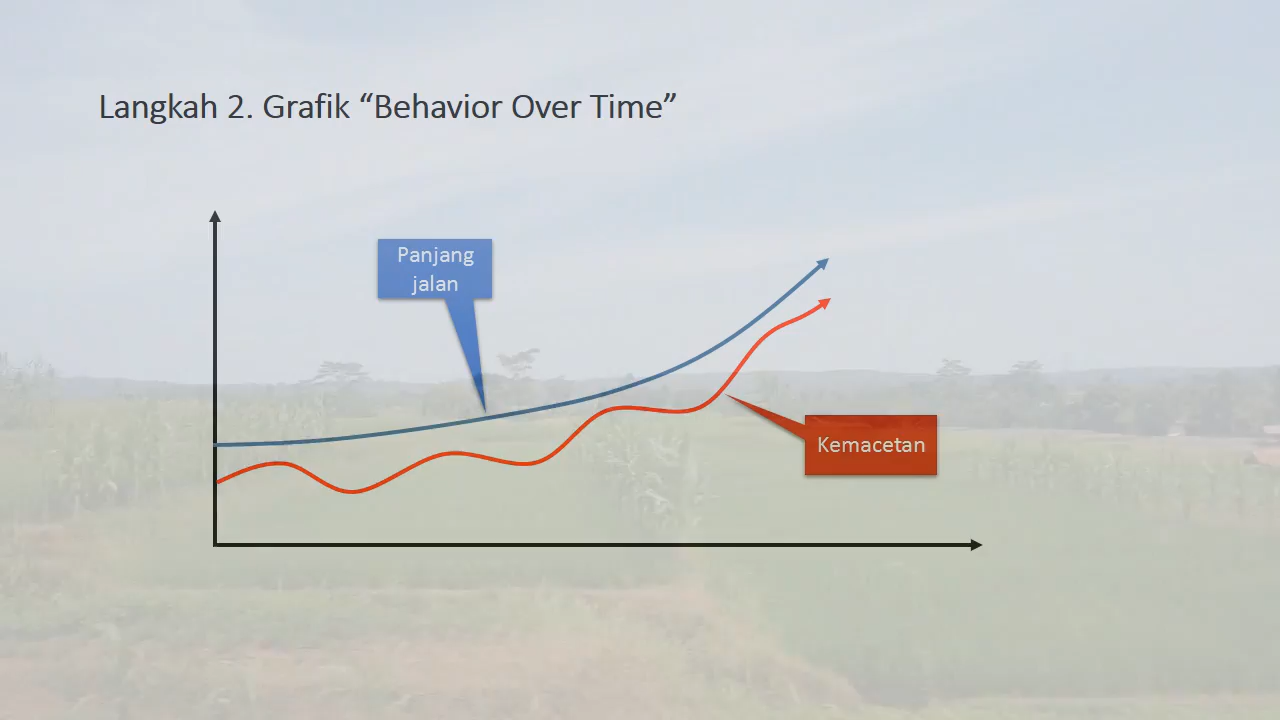 Langkah 2. Grafik “Behavior Over Time”
Panjang
jalan
Kemacetan